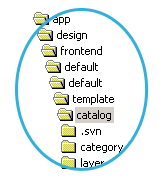 app
design
frontend
default
default
template
catalog
.svn
category
layer